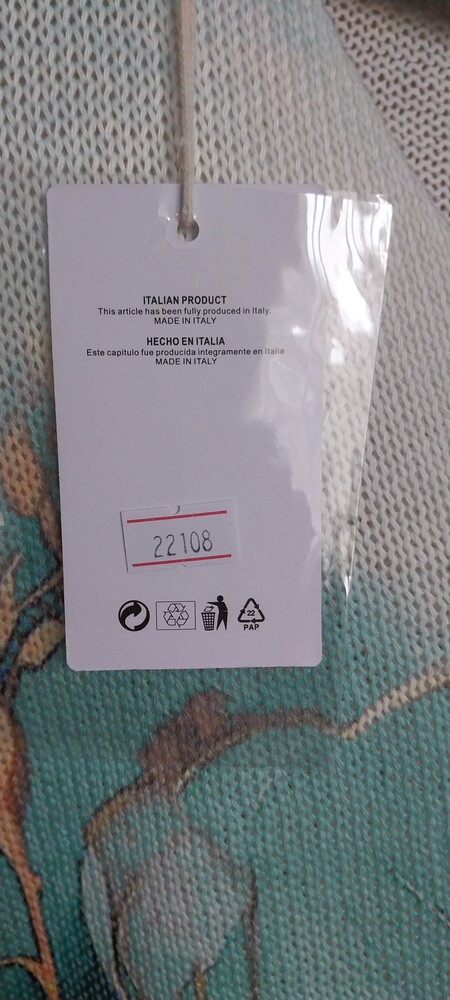 ITALIAN PRODUCT
This article has been fully produced in Italy.
MADE IN ITALY
HECHO EN ITALIA
Este capitulo fue producida integramente en Italia
MADE IN ITALY
22108
22
PAP